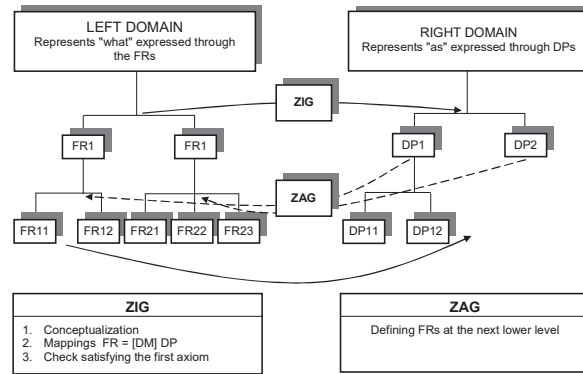 LEFT DOMAIN
Represents "what" expressed through
the FRs
RIGHT DOMAIN
Represents "as" expressed through DPs
ZIG
FR1
FR1
DP1
DP2
ZAG
FR11
FR12
FR21
FR22
FR23
DP11
DP12
ZIG
1. Conceptualization
2. Mappings FR = [DM] DP
3. Check satisfying the first axiom
ZAG
Defining FRs at the next lower level